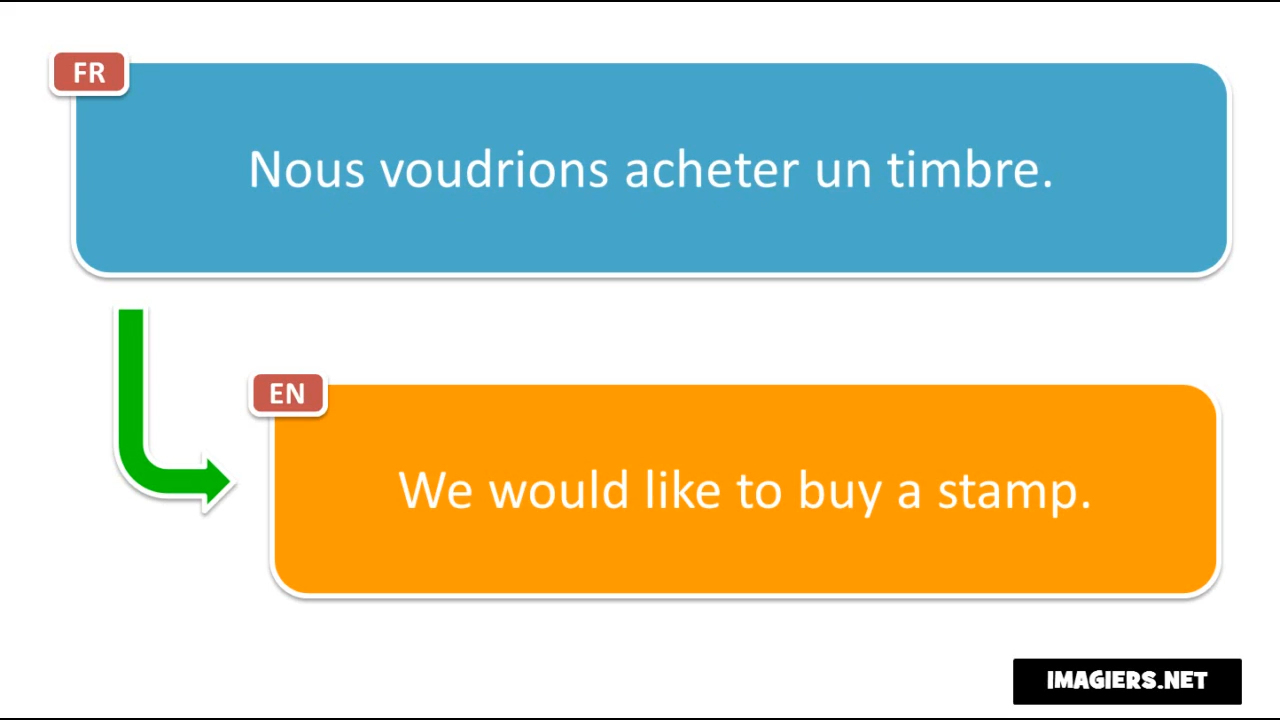 FR
Nous voudrions acheter un timbre.
EN
We would like to buy a stamp.
IMAGIERS.NET